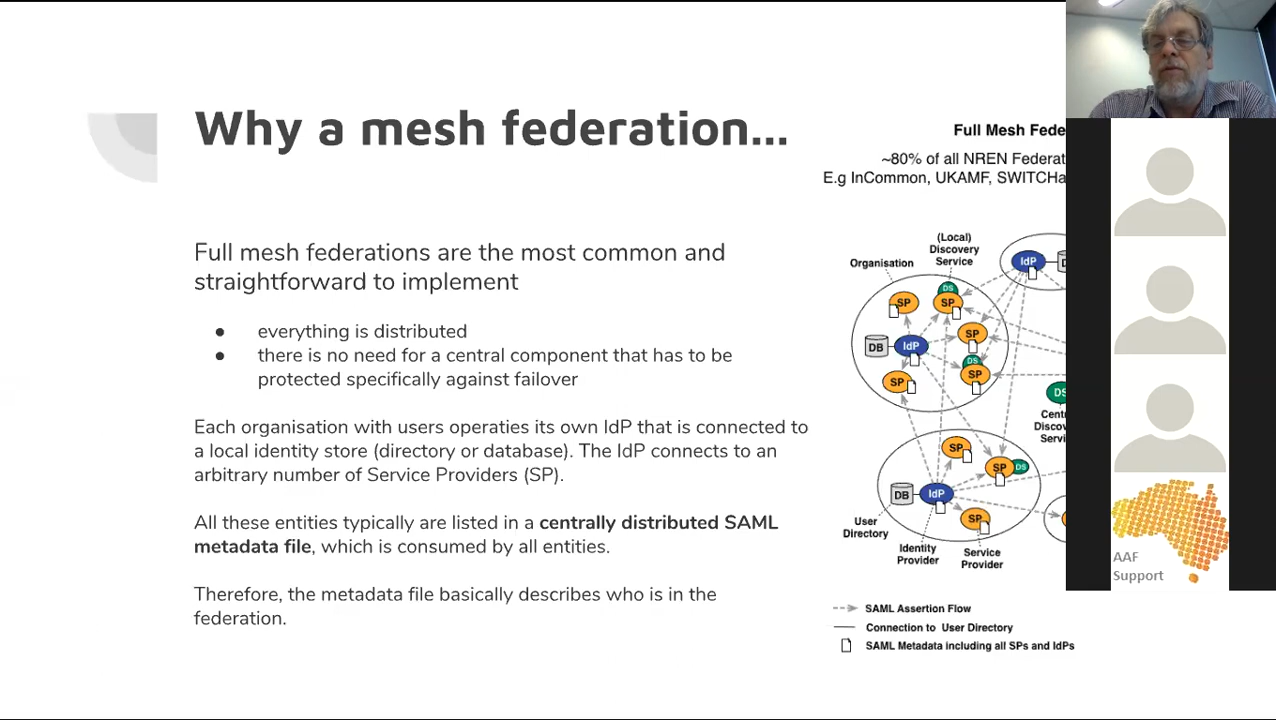 Why a mesh federation...
Full Mesh Fede
~80% of all NREN Federat
E.g InCommon, UKAMF, SWITCHa
Full mesh federations are the most common and
straightforward to implement
● everything is distributed
● there is no need for a central component that has to be
protected specifically against failover
Each organisation with users operaties its own IdP that is connected to
a local identity store (directory or database). The IdP connects to an
arbitrary number of Service Providers (SP).
All these entities typically are listed in a centrally distributed SAML
metadata file, which is consumed by all entities.
Therefore, the metadata file basically describes who is in the
federation.
(Local)
Discovery
Service
Organisation
IdP
DS
SP
SP
SP
DB
IdP
DS
SP
SP
DS
Cent
Disco
Servi
SP
SP
DS
DB
IdP
SP
User
Directory
Identity
Provider
Service
Provider
SAML Assertion Flow
Connection to User Directory
SAML Metadata including all SPs and IdPs
AAF
Support